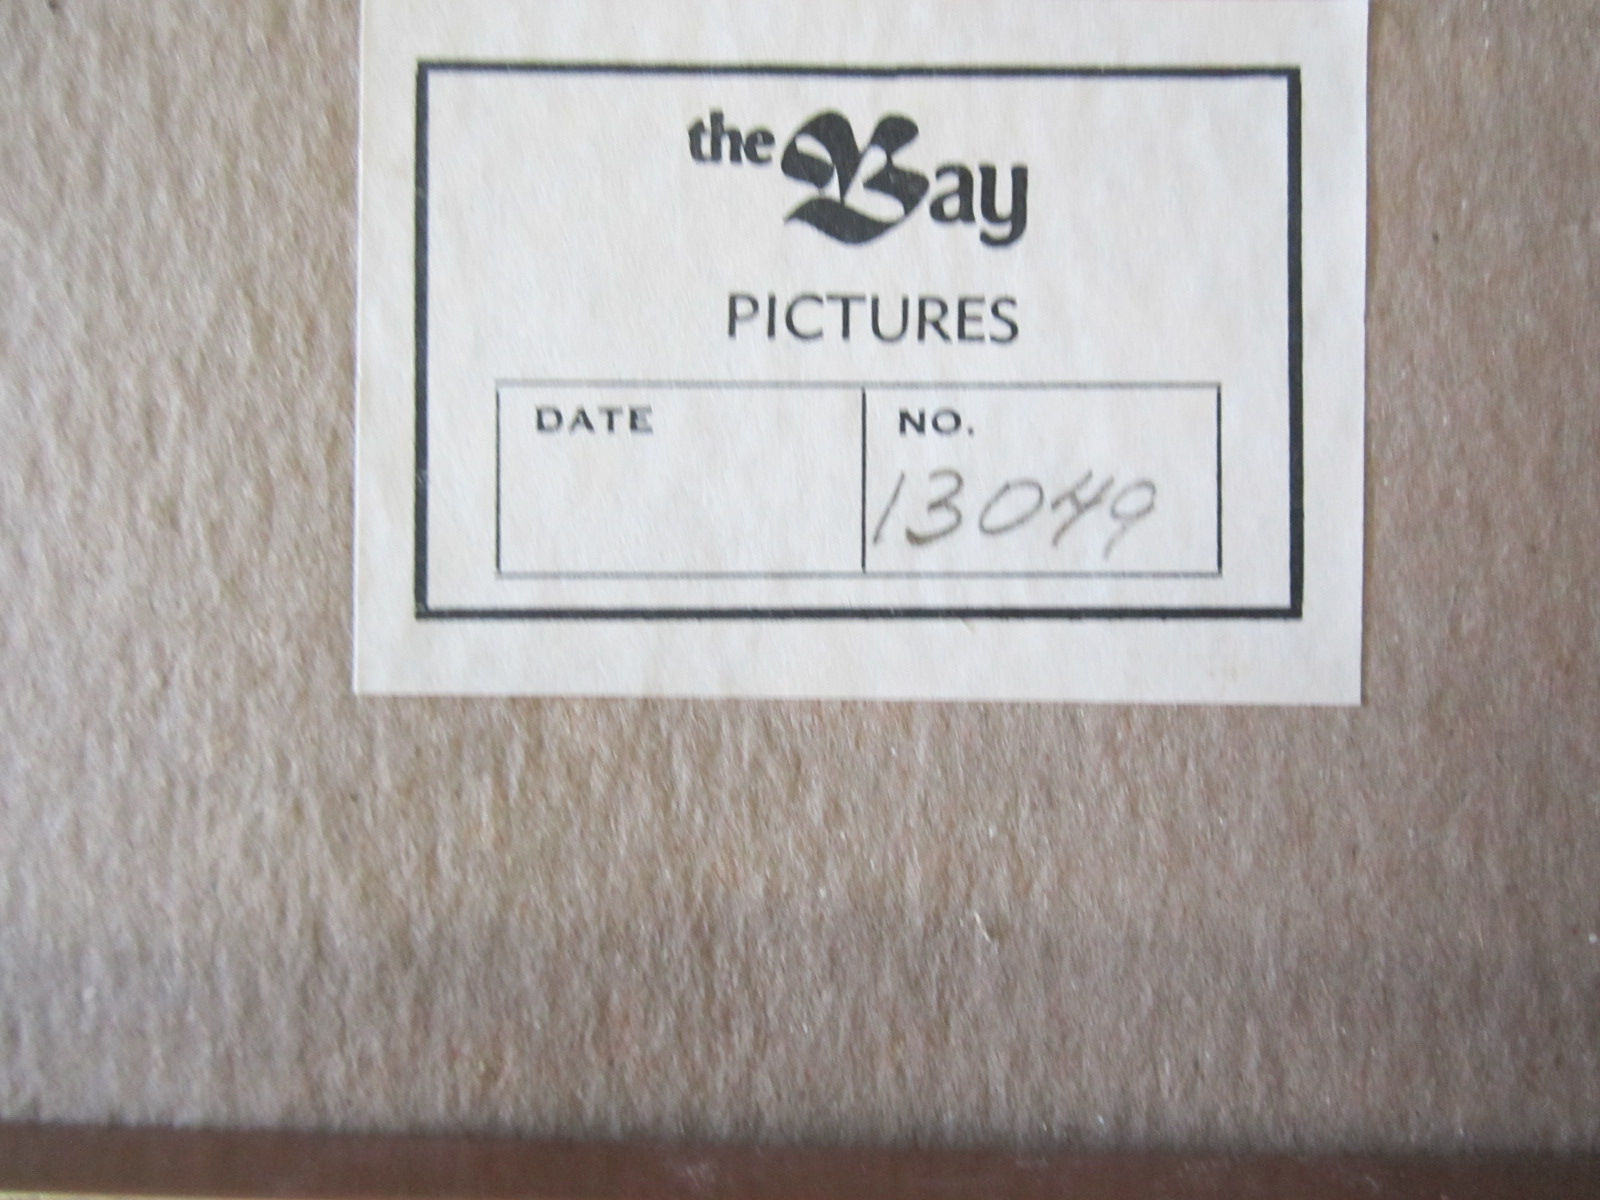 the Bay
PICTURES
DATE NO.
13049